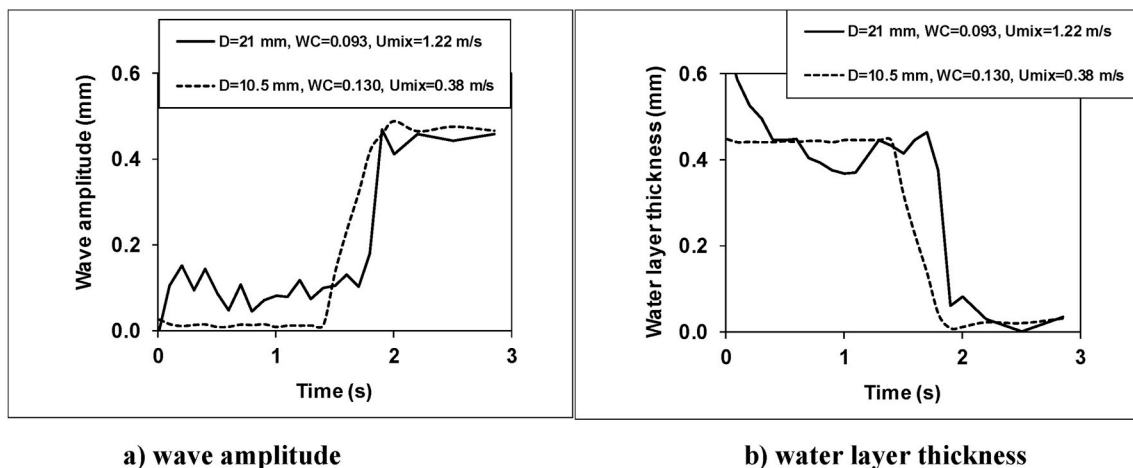 D=21 mm, WC=0.093, Umix=1.22 m/s
D=10.5 mm, WC=0.130, Umix=0.38 m/s
0.6
0.4
0.2
0.0
Wave amplitude (mm)
0
1
2
3
Time (s)
a) wave amplitude
D=21 mm, WC=0.093, Umix=1.22 m/s
D=10.5 mm, WC=0.130, Umix=0.38 m/s
0.6
0.4
0.2
0.0
Water layer thickness (mm)
0
1
2
3
Time (s)
b) water layer thickness